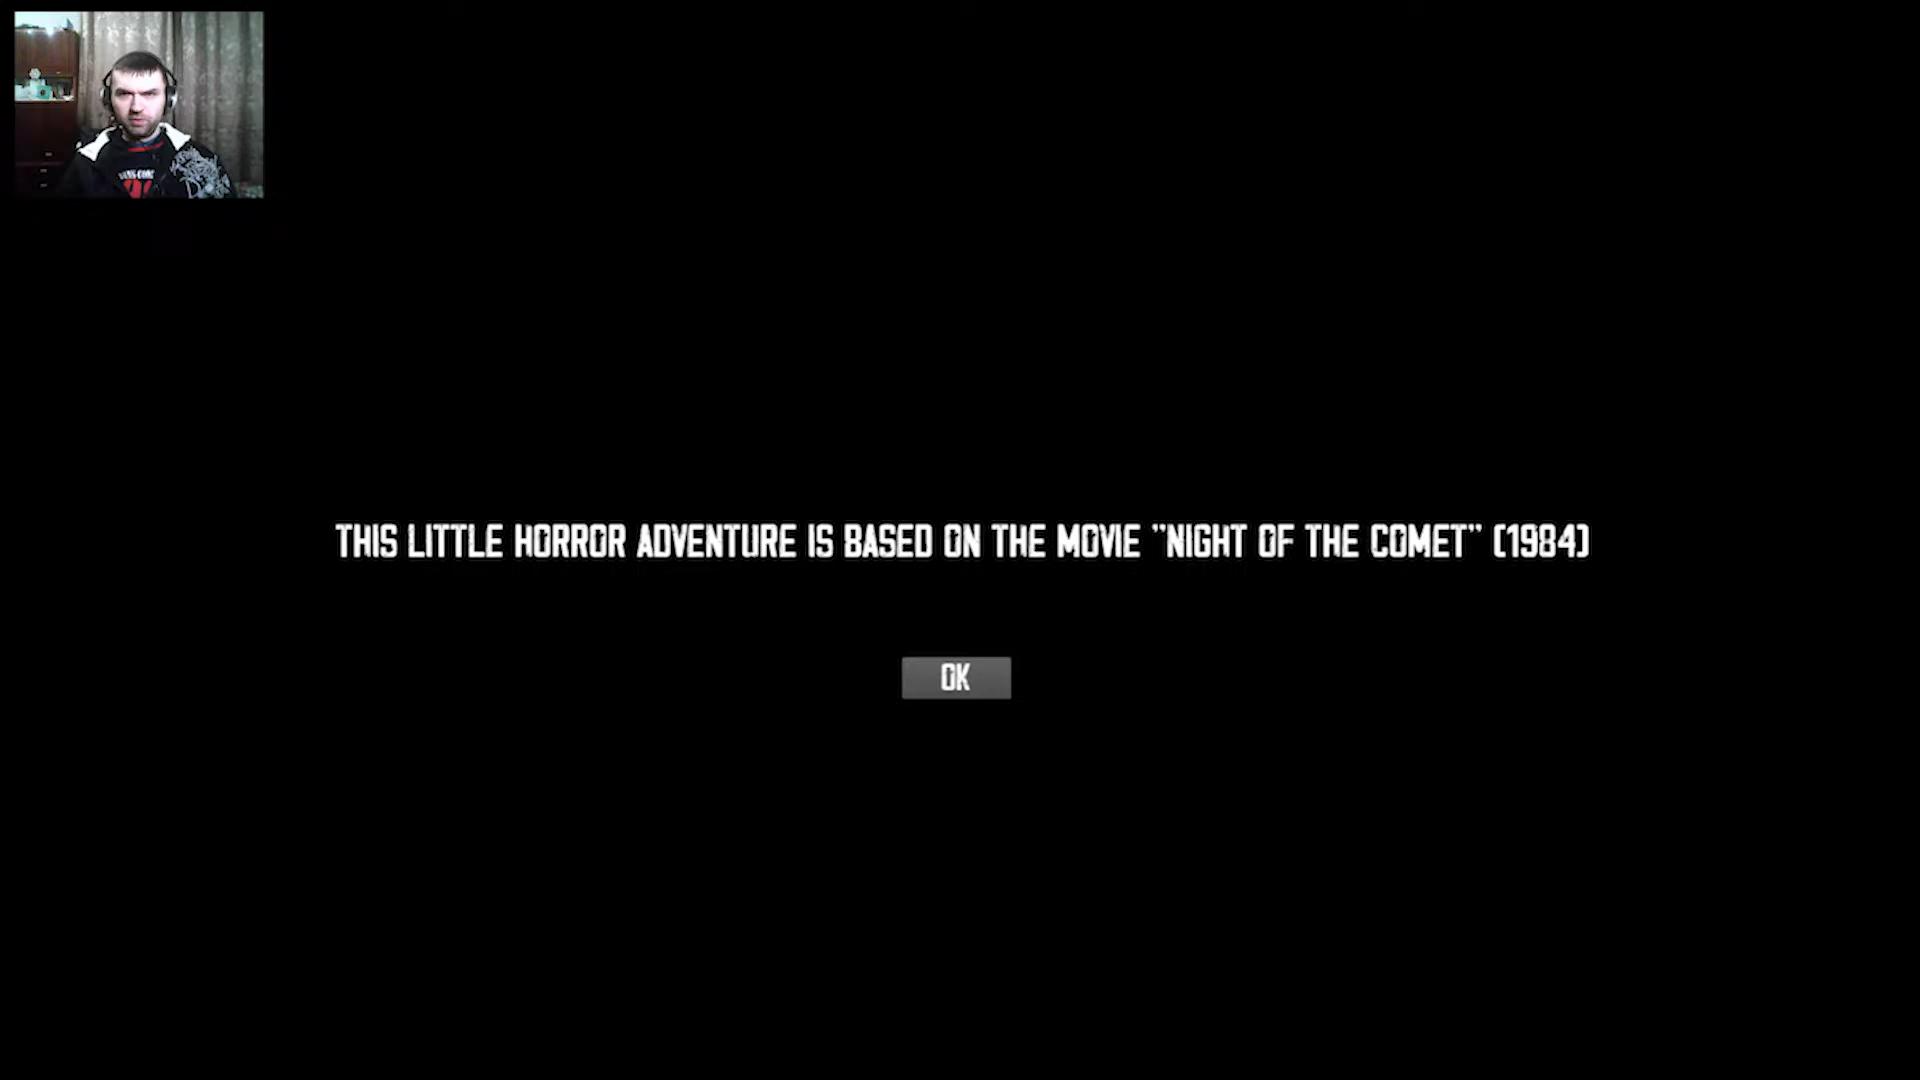 THIS LITTLE HORROR ADVENTURE IS BASED ON THE MOVIE "NIGHT OF THE COMET" (1984)
OK